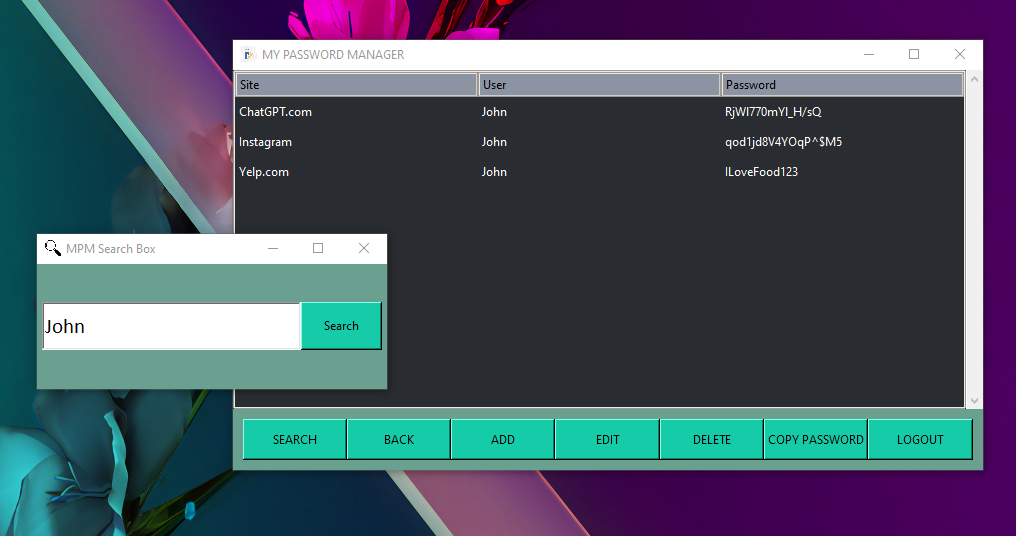 MY PASSWORD MANAGER
Site User Password
ChatGPT.com John RjWI770mYI_H/sQ
Instagram John qod1jd8V4YOqP^$M5
Yelp.com John ILoveFood123
MPM Search Box
John Search
SEARCH BACK ADD EDIT DELETE COPY PASSWORD LOGOUT